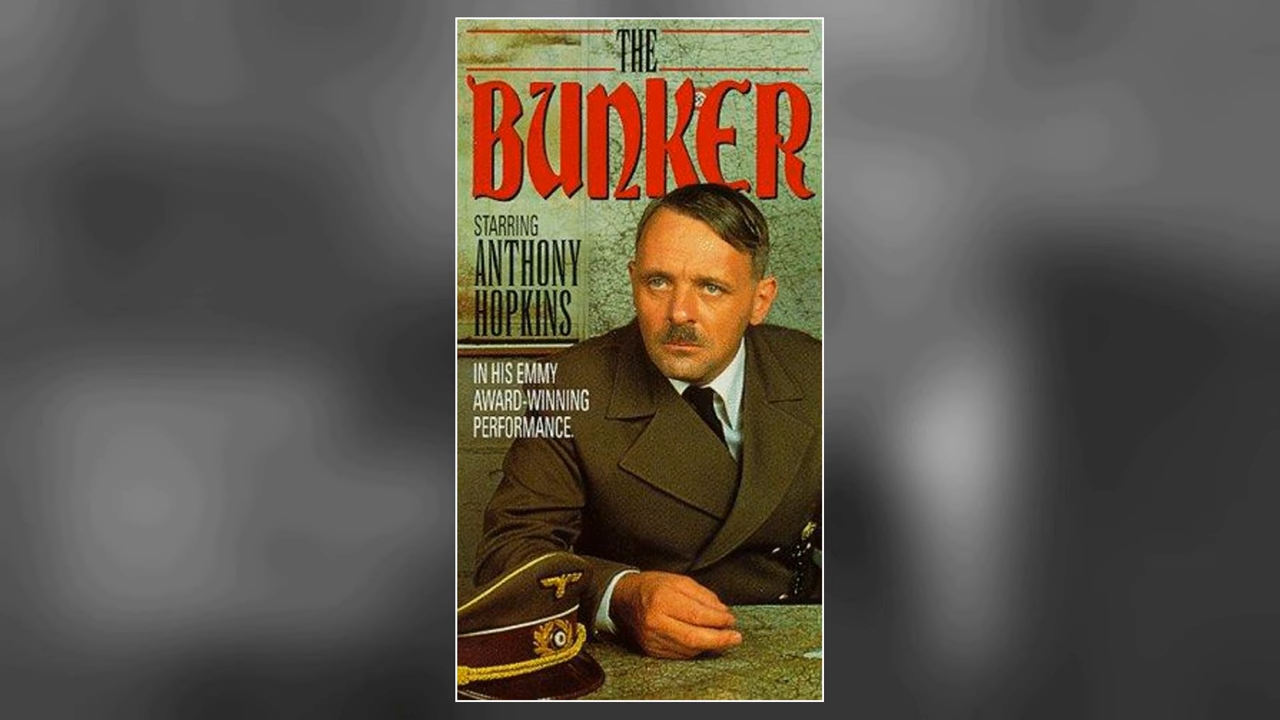 THE
BUNKER
STARRING
ANTHONY
HOPKINS
IN HIS EMMY
AWARD-WINNING
PERFORMANCE.